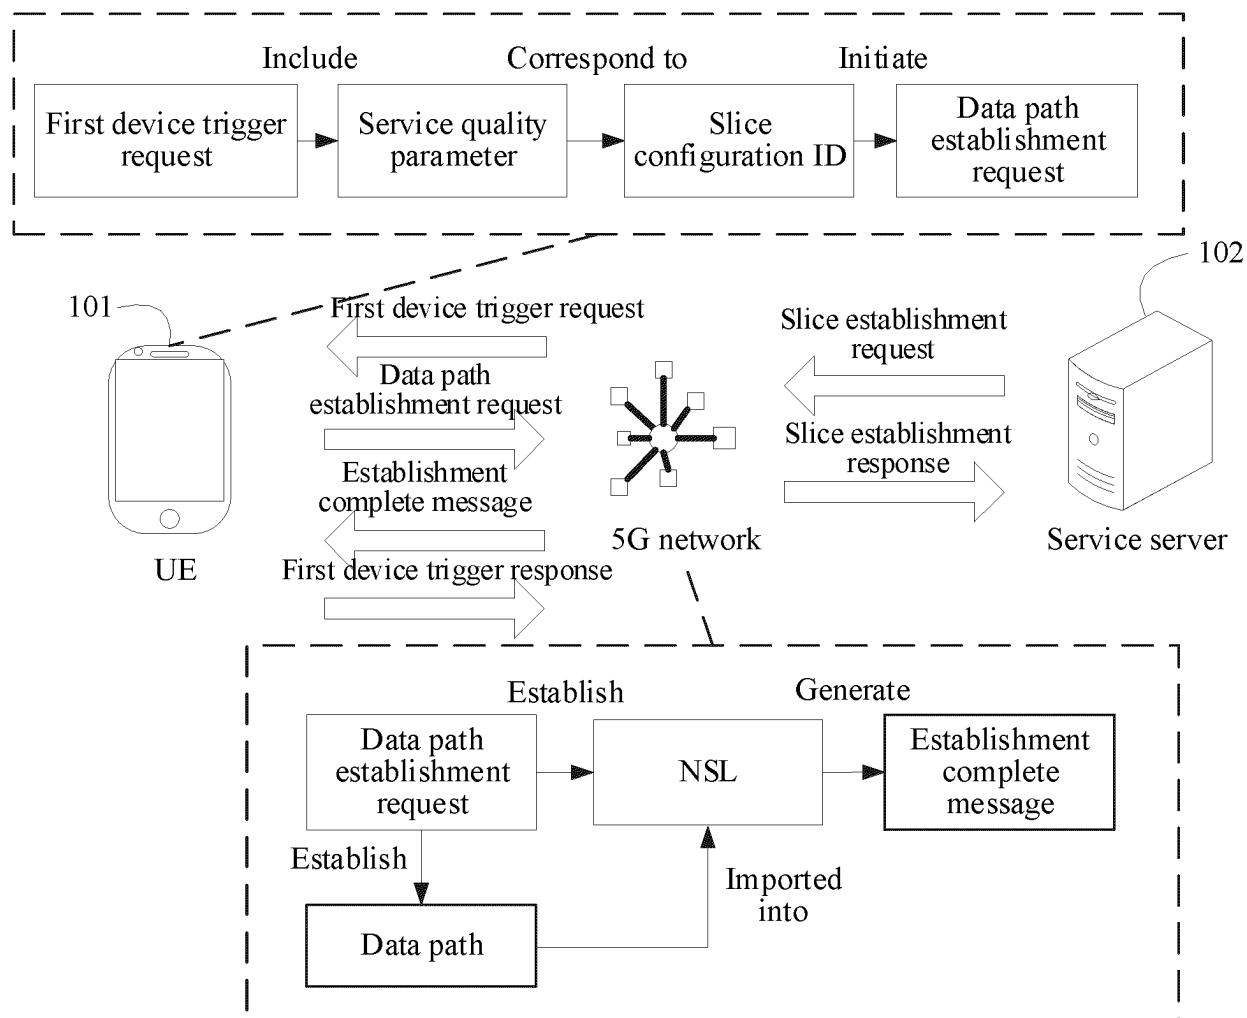 Include
Correspond to
Initiate
First device trigger
request
Service quality
parameter
Slice
configuration ID
Data path
establishment
request
101
102
First device trigger request
Data path
establishment request
Establishment
complete message
First device trigger response
UE
5G network
Slice establishment
request
Slice establishment
response
Service server
Establish
Generate
Data path
establishment
request
NSL
Establishment
complete
message
Establish
Imported
into
Data path